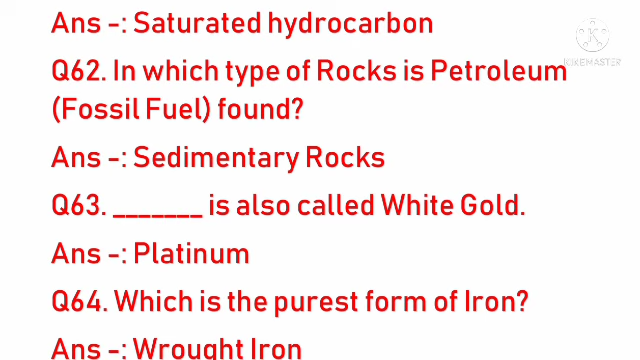 Ans -: Saturated hydrocarbon
KINEMASTER
Q62. In which type of Rocks is Petroleum
(Fossil Fuel) found?
Ans -: Sedimentary Rocks
Q63. _______ is also called White Gold.
Ans -: Platinum
Q64. Which is the purest form of Iron?
Ans -: Wrought Iron